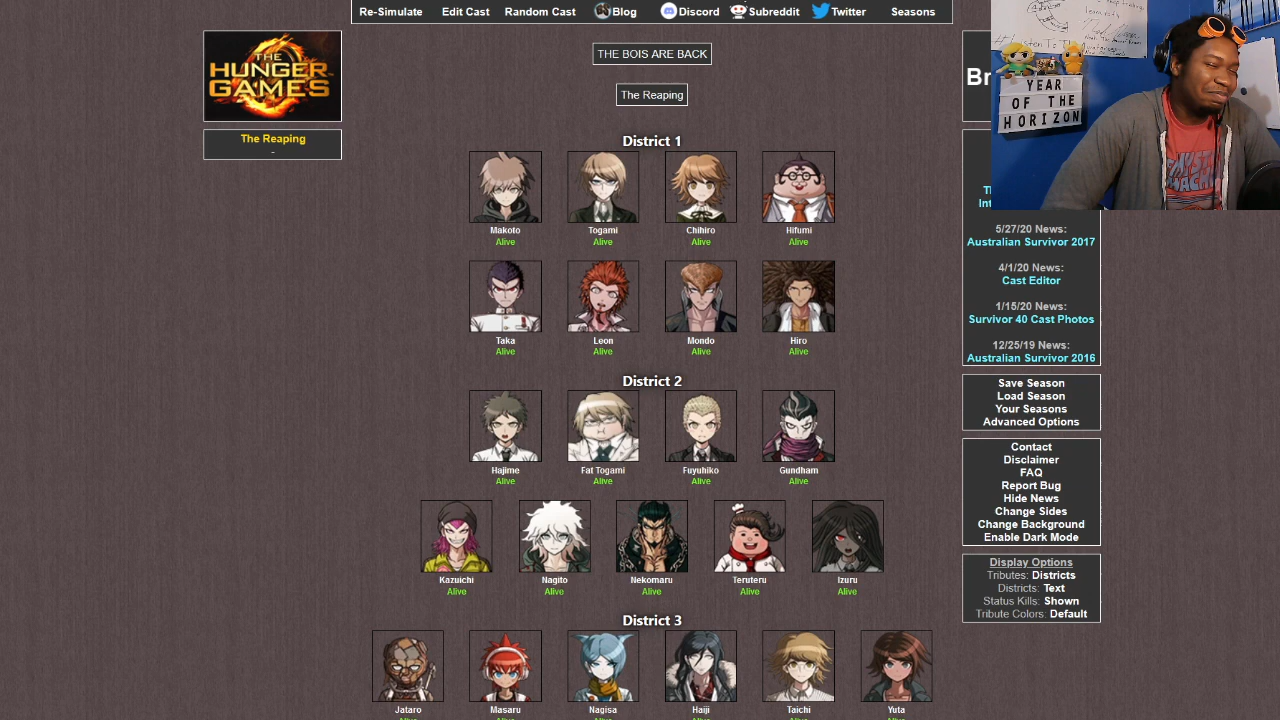 Re-Simulate Edit Cast Random Cast Blog Discord Subreddit Twitter Seasons
THE
HUNGER
GAMES
The Reaping
-
THE BOIS ARE BACK
The Reaping
District 1
Makoto Togami Chihiro Hifumi
Alive Alive Alive Alive
Taka Leon Mondo Hiro
Alive Alive Alive Alive
District 2
Hajime Fat Togami Fuyuhiko Gundham
Alive Alive Alive Alive
Kazuichi Nagito Nekomaru Teruteru Izuru
Alive Alive Alive Alive Alive
District 3
Jataro Masaru Nagisa Haiji Taichi Yuta
YEAR
OF THE
HORIZON
5/27/20 News:
Australian Survivor 2017
4/1/20 News:
Cast Editor
1/15/20 News:
Survivor 40 Cast Photos
12/25/19 News:
Australian Survivor 2016
Save Season
Load Season
Your Seasons
Advanced Options
Contact
Disclaimer
FAQ
Report Bug
Hide News
Change Sides
Change Background
Enable Dark Mode
Display Options
Tributes: Districts
Districts: Text
Status Kills: Shown
Tribute Colors: Default